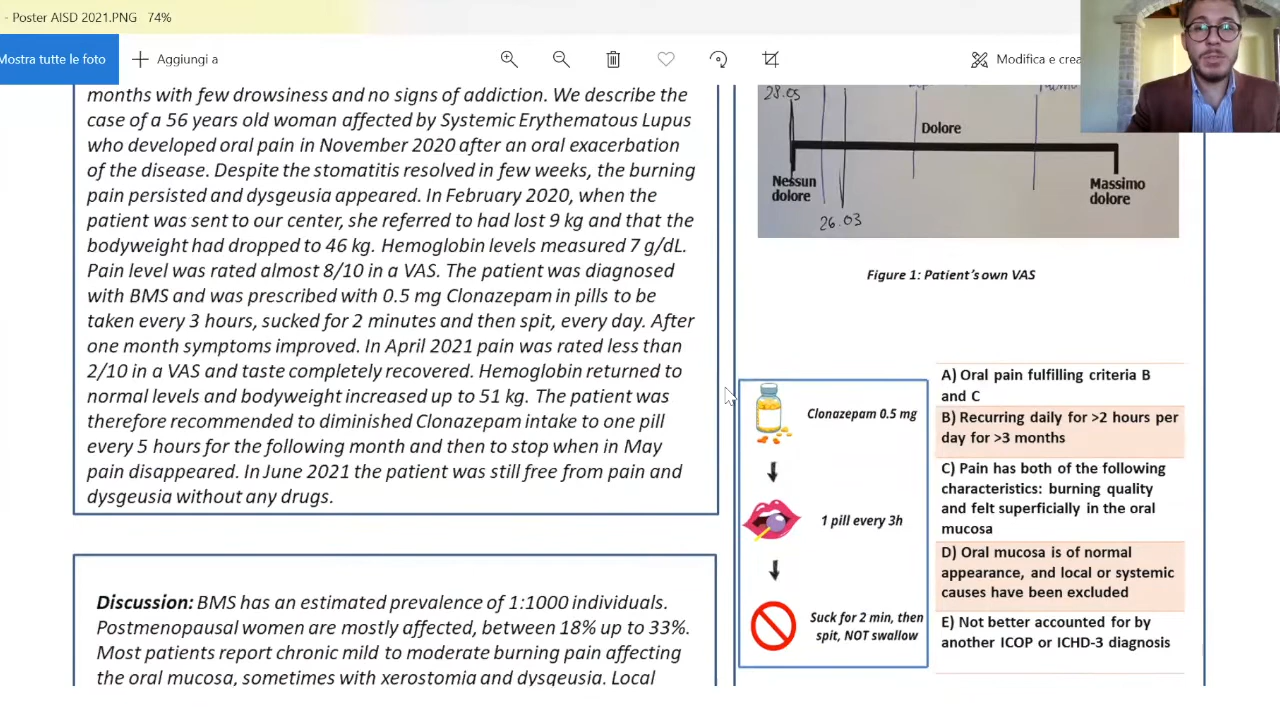 - Poster AISD 2021.PNG 74%
Mostra tutte le foto
Aggiungi a
Modifica e crea
months with few drowsiness and no signs of addiction. We describe the
case of a 56 years old woman affected by Systemic Erythematous Lupus
who developed oral pain in November 2020 after an oral exacerbation
of the disease. Despite the stomatitis resolved in few weeks, the burning
pain persisted and dysgeusia appeared. In February 2020, when the
patient was sent to our center, she referred to had lost 9 kg and that the
bodyweight had dropped to 46 kg. Hemoglobin levels measured 7 g/dL.
Pain level was rated almost 8/10 in a VAS. The patient was diagnosed
with BMS and was prescribed with 0.5 mg Clonazepam in pills to be
taken every 3 hours, sucked for 2 minutes and then spit, every day. After
one month symptoms improved. In April 2021 pain was rated less than
2/10 in a VAS and taste completely recovered. Hemoglobin returned to
normal levels and bodyweight increased up to 51 kg. The patient was
therefore recommended to diminished Clonazepam intake to one pill
every 5 hours for the following month and then to stop when in May
pain disappeared. In June 2021 the patient was still free from pain and
dysgeusia without any drugs.
Discussion: BMS has an estimated prevalence of 1:1000 individuals.
Postmenopausal women are mostly affected, between 18% up to 33%.
Most patients report chronic mild to moderate burning pain affecting
the oral mucosa, sometimes with xerostomia and dysgeusia. Local
28.05
Dolore
Nessun
dolore
Massimo
dolore
26.03
Figure 1: Patient's own VAS
Clonazepam 0.5 mg
1 pill every 3h
Suck for 2 min, then
spit, NOT swallow
A) Oral pain fulfilling criteria B
and C
B) Recurring daily for >2 hours per
day for >3 months
C) Pain has both of the following
characteristics: burning quality
and felt superficially in the oral
mucosa
D) Oral mucosa is of normal
appearance, and local or systemic
causes have been excluded
E) Not better accounted for by
another ICOP or ICHD-3 diagnosis